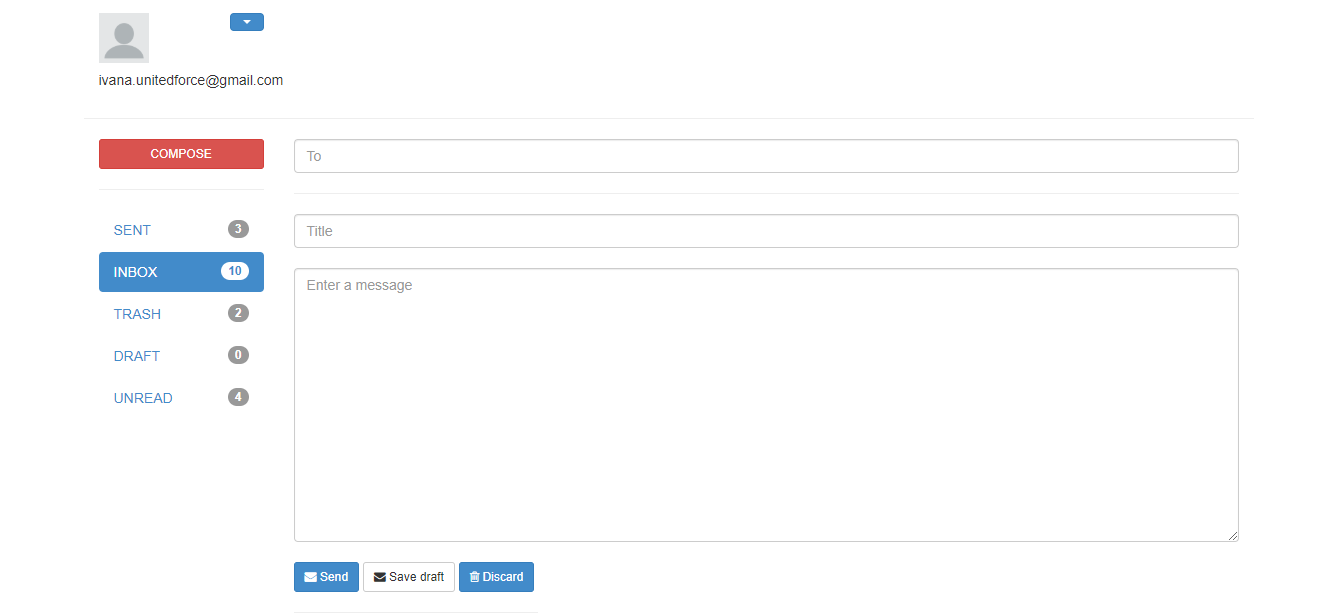 ivana.unitedforce@gmail.com
COMPOSE
SENT 3
INBOX 10
TRASH 2
DRAFT 0
UNREAD 4
To
Title
Enter a message
Send Save draft Discard